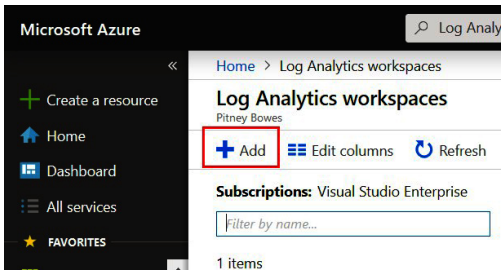 Microsoft Azure
Log Analy
«
Home > Log Analytics workspaces
Create a resource
Log Analytics workspaces
Pitney Bowes
Home
Add
Edit columns
Refresh
Dashboard
Subscriptions: Visual Studio Enterprise
All services
Filter by name...
FAVORITES
1 items